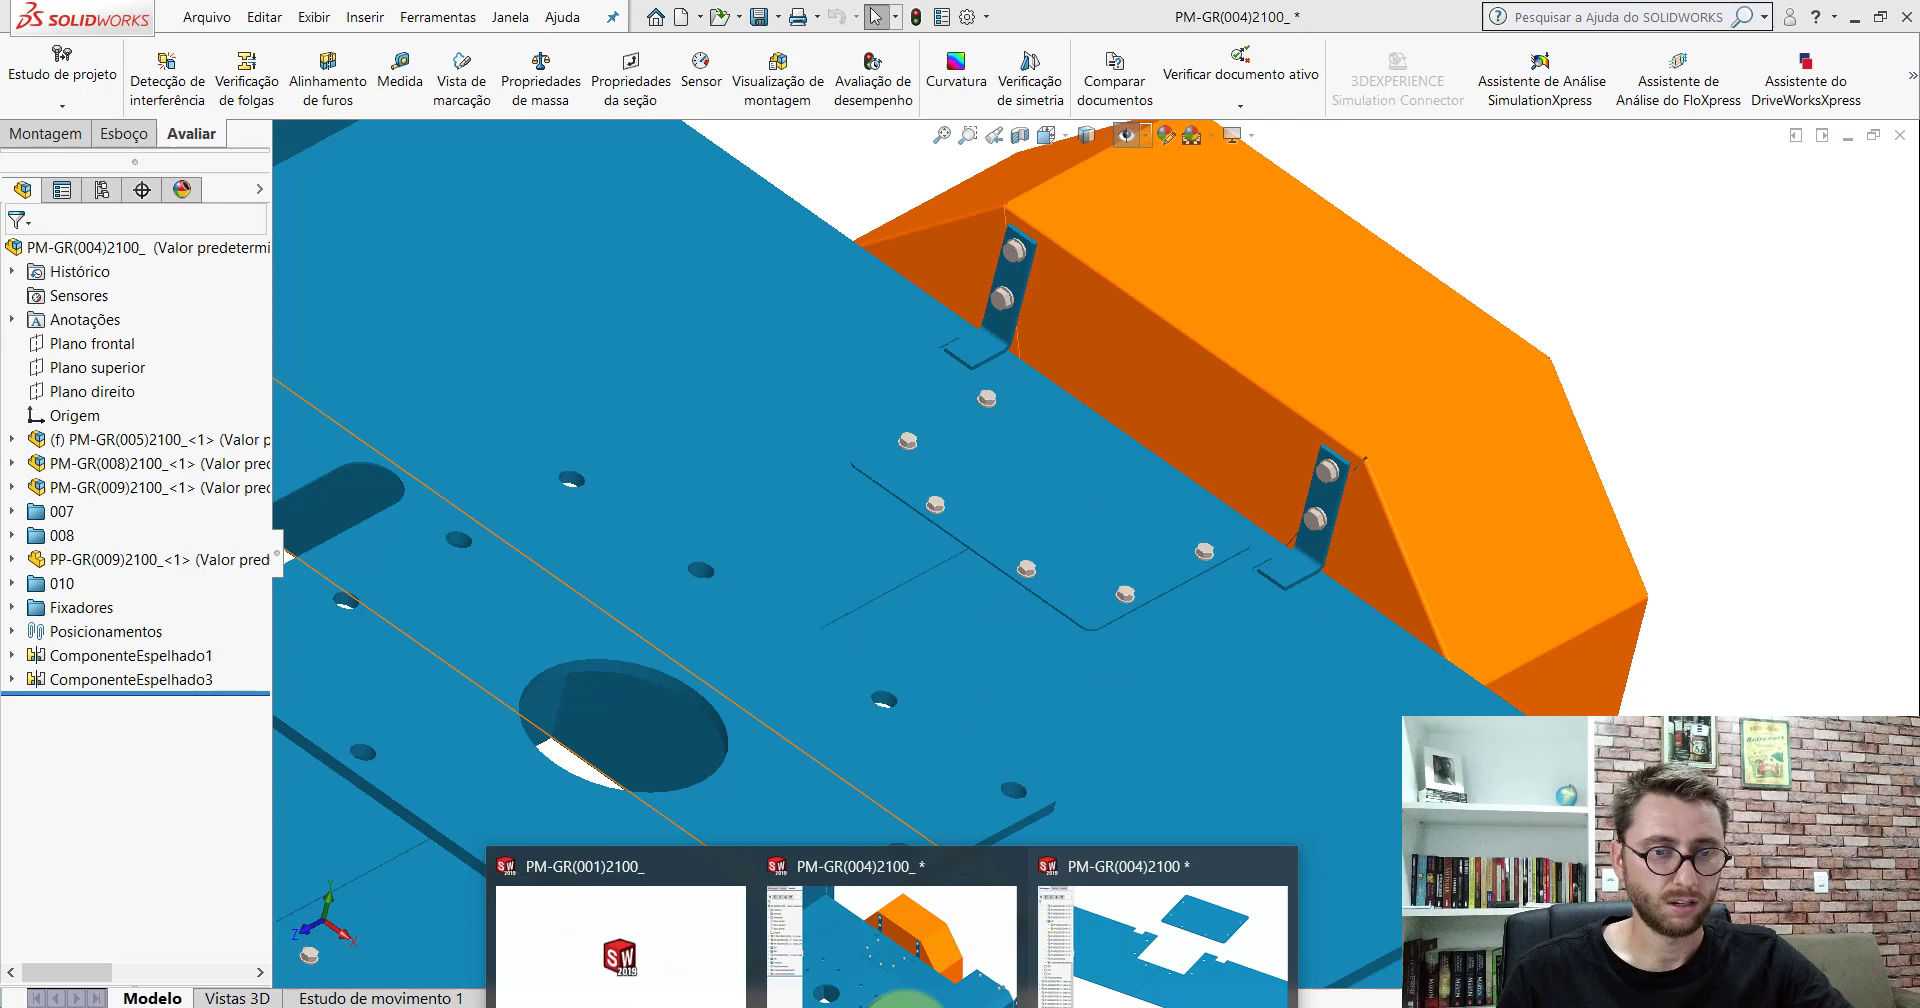 SOLIDWORKS
Arquivo Editar Exibir Inserir Ferramentas Janela Ajuda
PM-GR(004)2100_ *
Pesquisar a Ajuda do SOLIDWORKS
Estudo de projeto
Detecção de interferência
Verificação de folgas
Alinhamento de furos
Medida
Vista de marcação
Propriedades de massa
Propriedades da seção
Sensor
Visualização de montagem
Avaliação de desempenho
Curvatura
Verificação de simetria
Comparar documentos
Verificar documento ativo
3DEXPERIENCE Simulation Connector
Assistente de Análise SimulationXpress
Assistente de Análise do FloXpress
Assistente do DriveWorksXpress
Montagem Esboço Avaliar
PM-GR(004)2100_ (Valor predetermi
Histórico
Sensores
Anotações
Plano frontal
Plano superior
Plano direito
Origem
(f) PM-GR(005)2100_<1> (Valor p
PM-GR(008)2100_<1> (Valor pred
PM-GR(009)2100_<1> (Valor pred
007
008
PP-GR(009)2100_<1> (Valor pred
010
Fixadores
Posicionamentos
ComponenteEspelhado1
ComponenteEspelhado3
PM-GR(001)2100_
PM-GR(004)2100_ *
PM-GR(004)2100 *
SW
2019
Modelo Vistas 3D Estudo de movimento 1